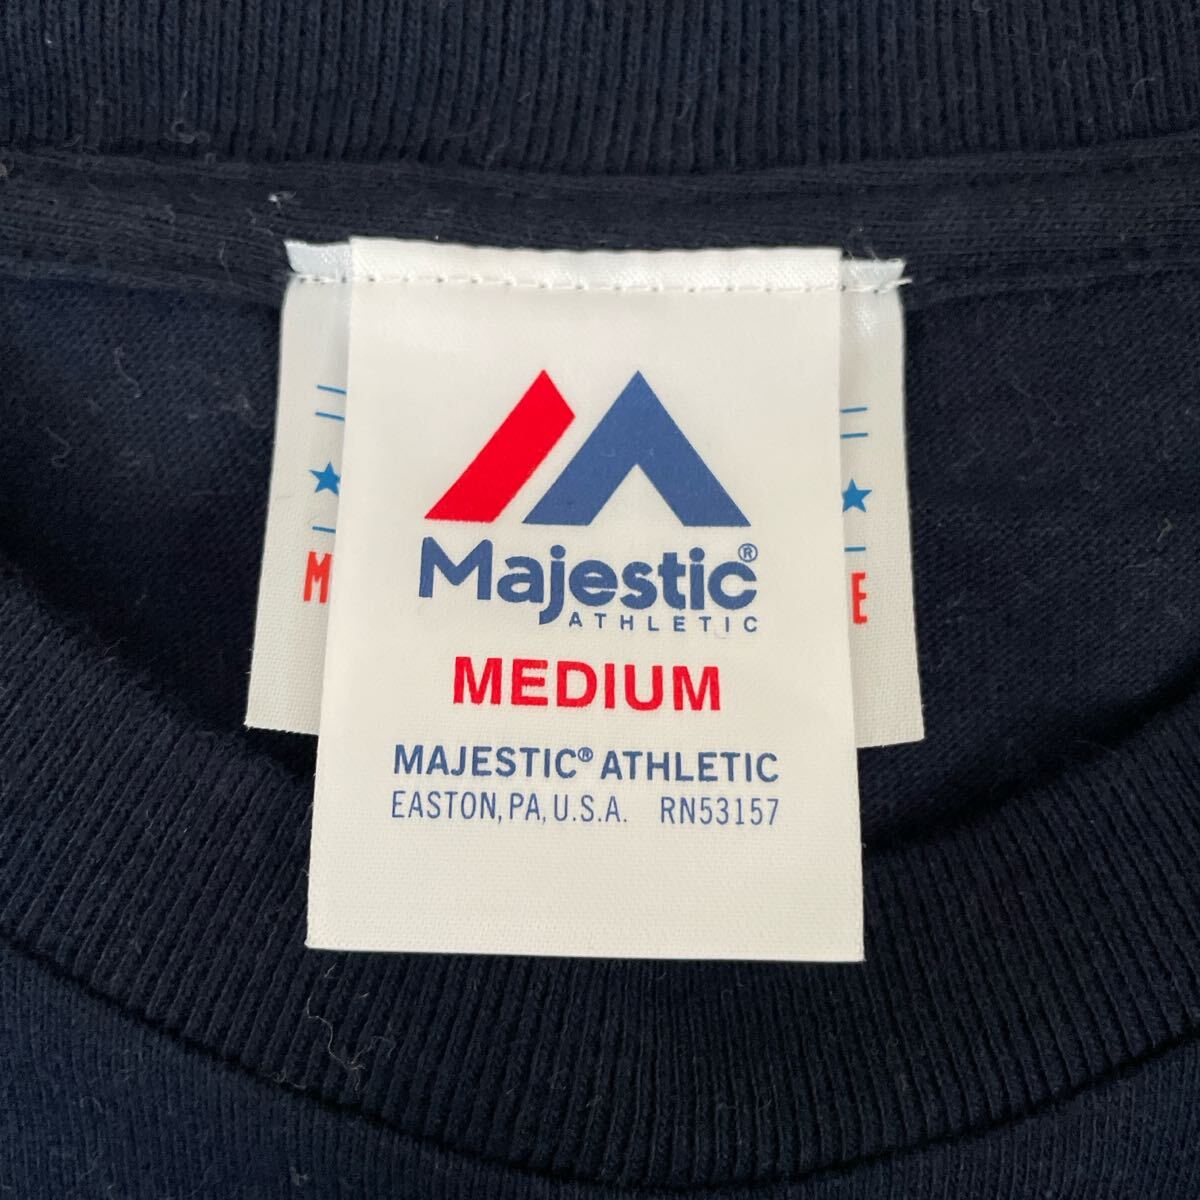 Majestic®
ATHLETIC
MEDIUM
MAJESTIC® ATHLETIC
EASTON, PA, U.S.A. RN53157